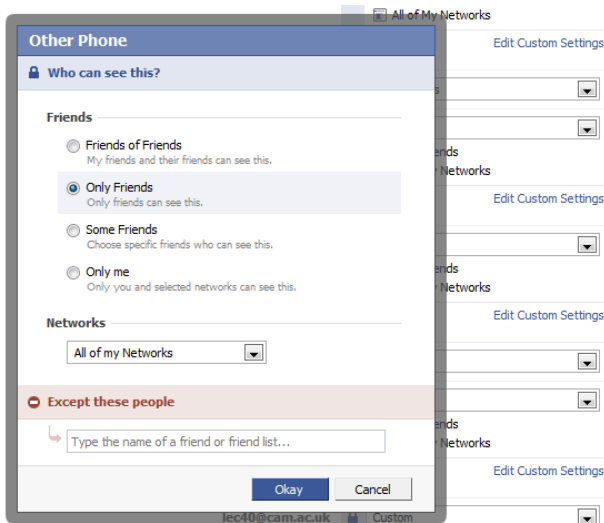 All of My Networks
Other Phone
Edit Custom Settings
Who can see this?
Friends
Friends of Friends
My friends and their friends can see this.
Networks
Only Friends
Only friends can see this.
Edit Custom Settings
Some Friends
Choose specific friends who can see this.
Only me
Only you and selected networks can see this.
Networks
Networks
Edit Custom Settings
All of my Networks
Except these people
Type the name of a friend or friend list...
Networks
Edit Custom Settings
Okay
Cancel
lec40@cam.ac.uk
Custom